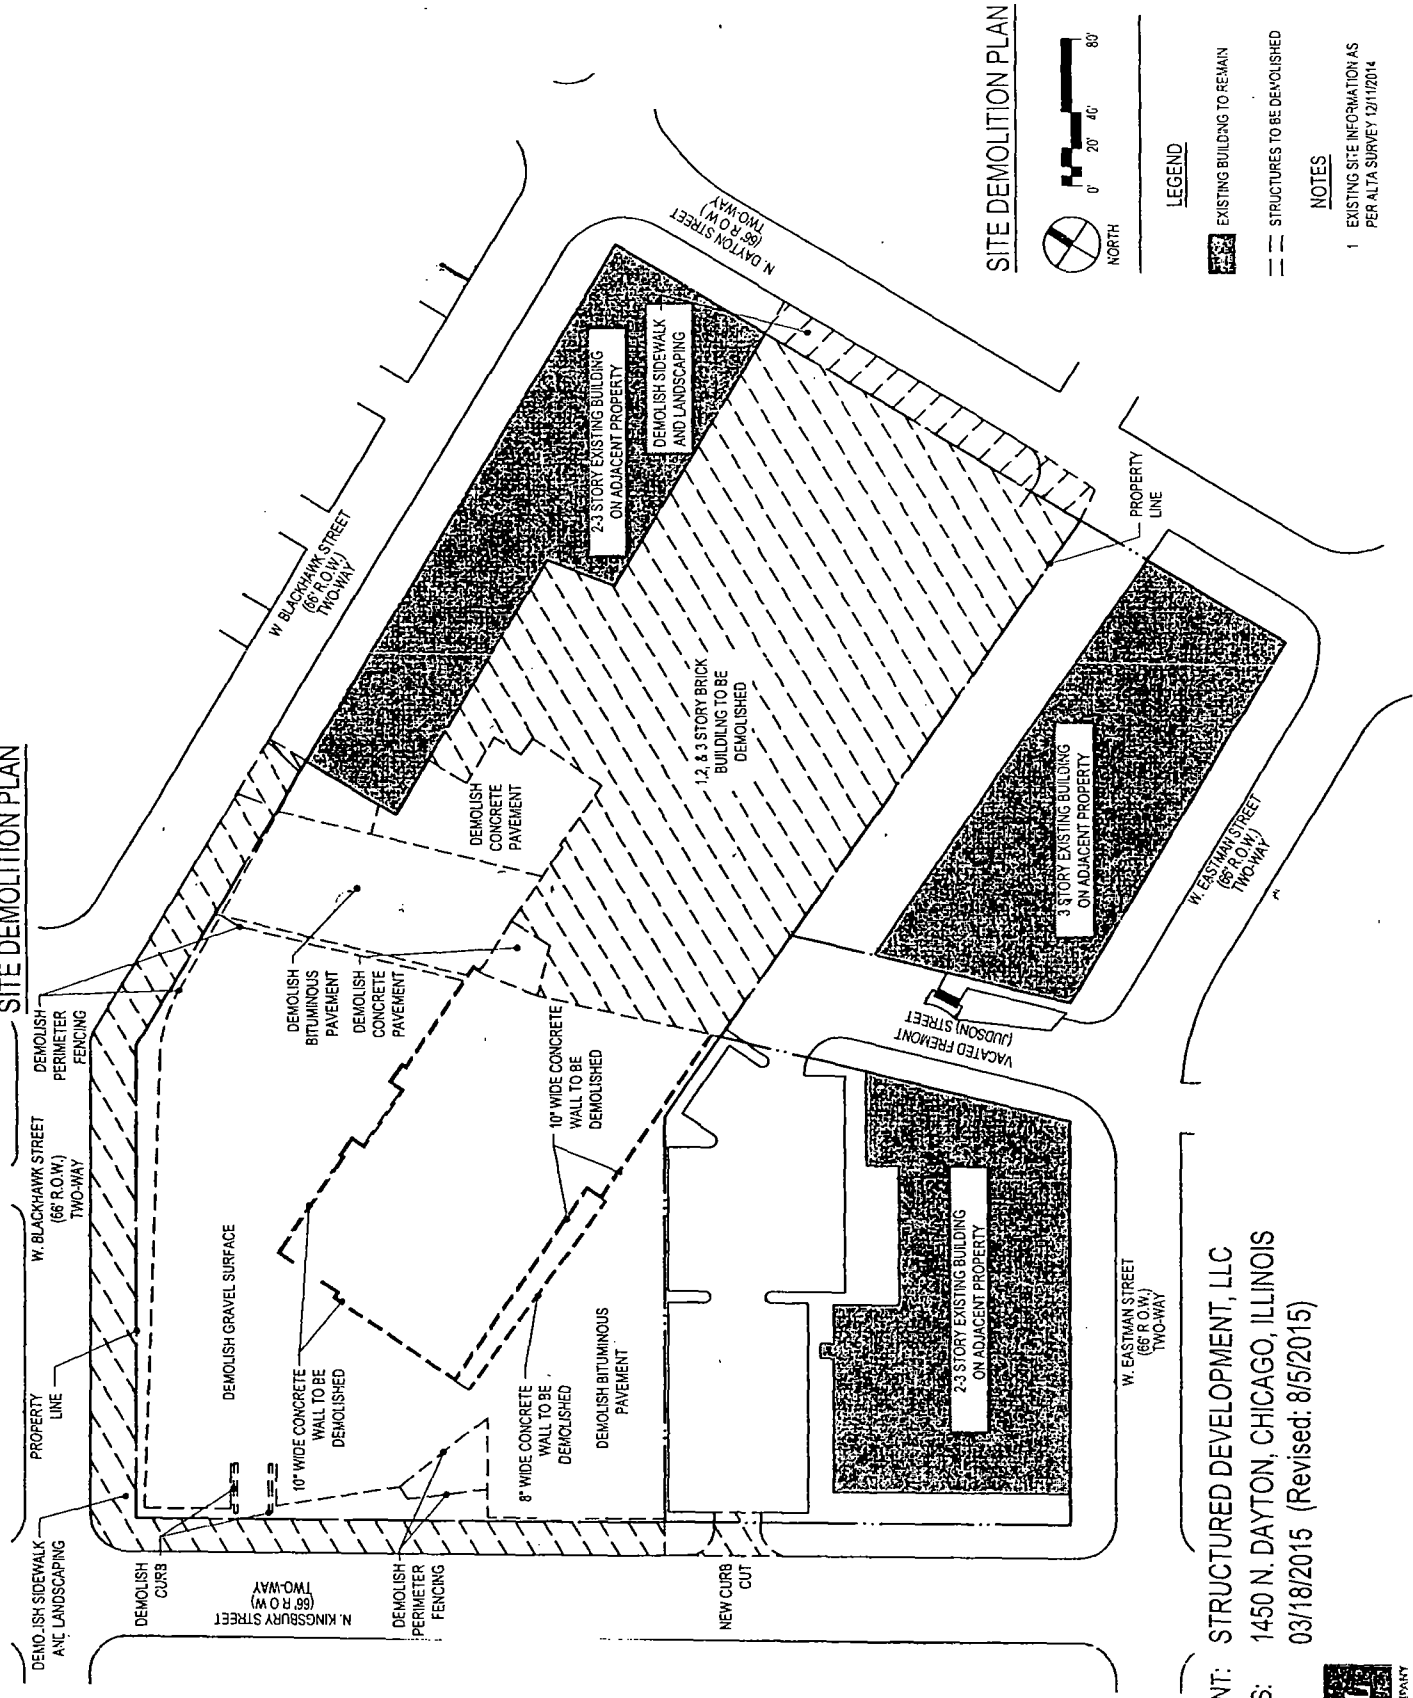 SITE DEMOLITION PLAN
DEMOLISH SIDEWALK
AND LANDSCAPING
PROPERTY
LINE
W. BLACKHAWK STREET
(66' R.O.W.)
TWO-WAY
DEMOLISH
PERIMETER
FENCING
W. BLACKHAWK STREET
(66' R.O.W.)
TWO-WAY
N. DAYTON STREET
(66' R O W)
TWO-WAY
DEMOLISH
CURB
N. KINGSBURY STREET
(66' R O W)
TWO-WAY
DEMOLISH GRAVEL SURFACE
10" WIDE CONCRETE
WALL TO BE
DEMOLISHED
DEMOLISH
BITUMINOUS
PAVEMENT
DEMOLISH
CONCRETE
PAVEMENT
DEMOLISH
CONCRETE
PAVEMENT
2-3 STORY EXISTING BUILDING
ON ADJACENT PROPERTY
DEMOLISH SIDEWALK
AND LANDSCAPING
DEMOLISH
PERIMETER
FENCING
8" WIDE CONCRETE
WALL TO BE
DEMOLISHED
10" WIDE CONCRETE
WALL TO BE
DEMOLISHED
DEMOLISH BITUMINOUS
PAVEMENT
1,2, & 3 STORY BRICK
BUILDILNG TO BE
DEMOLISHED
NEW CURB
CUT
VACATED FREMONT
(JUDSON) STREET
2-3 STORY EXISTING BUILDING
ON ADJACENT PROPERTY
3 STORY EXISTING BUILDING
ON ADJACENT PROPERTY
PROPERTY
LINE
W. EASTMAN STREET
(66' R O.W.)
TWO-WAY
W. EASTMAN STREET
(66' R.O.W.)
TWO-WAY
SITE DEMOLITION PLAN
NORTH
0' 20' 40' 80'
LEGEND
EXISTING BUILDING TO REMAIN
STRUCTURES TO BE DEMOLISHED
NOTES
1 EXISTING SITE INFORMATION AS
PER ALTA SURVEY 12/11/2014
STRUCTURED DEVELOPMENT, LLC
1450 N. DAYTON, CHICAGO, ILLINOIS
03/18/2015 (Revised: 8/5/2015)